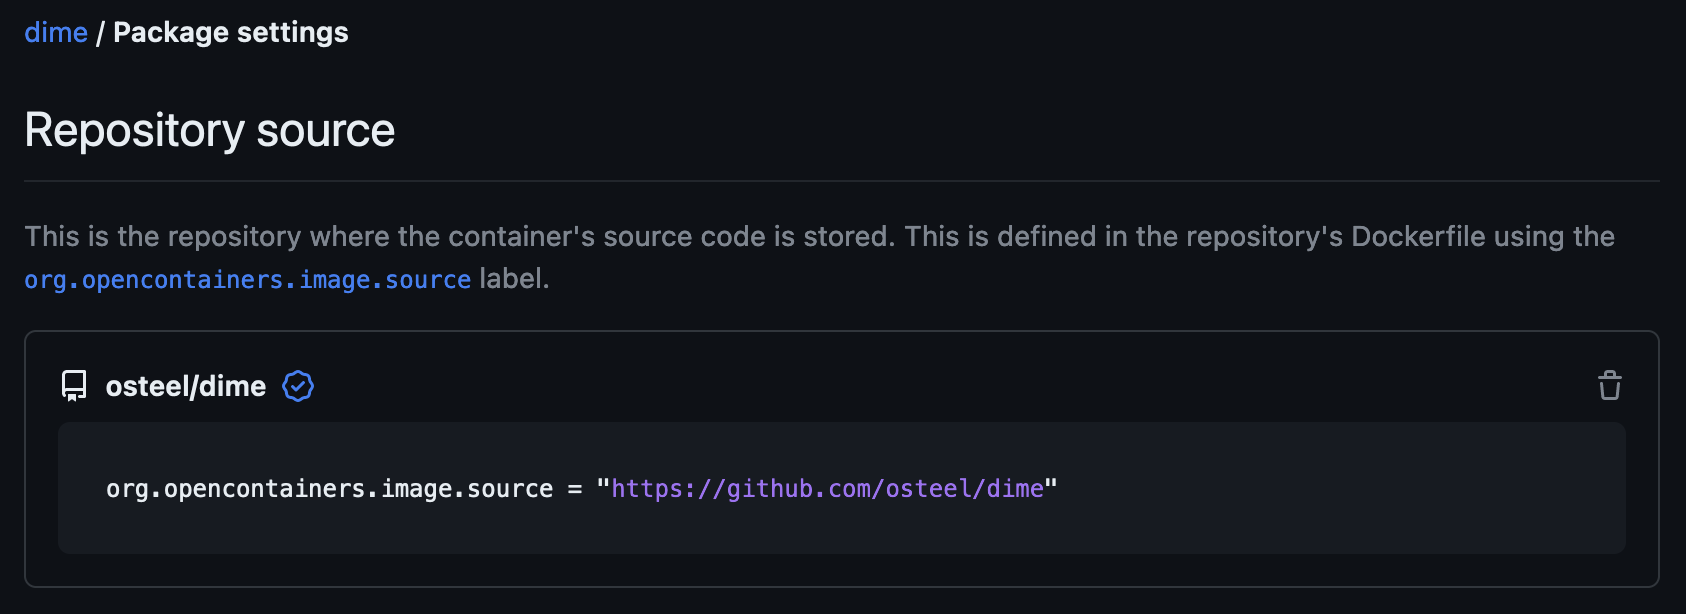 dime / Package settings
Repository source
This is the repository where the container's source code is stored. This is defined in the repository's Dockerfile using the
org.opencontainers.image.source label.
osteel/dime
org.opencontainers.image.source = "https://github.com/osteel/dime"